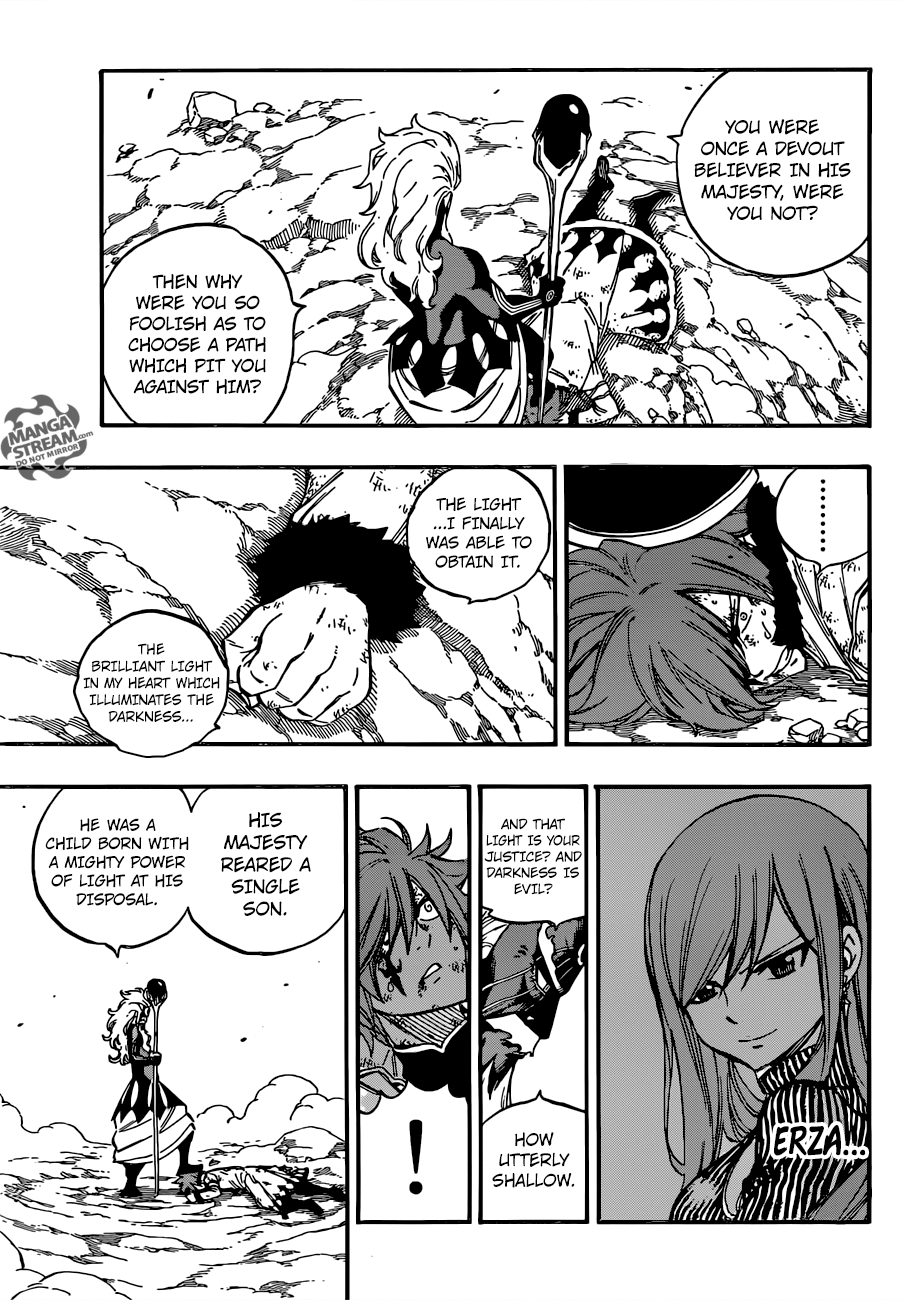 YOU WERE
ONCE A DEVOUT
BELIEVER IN HIS
MAJESTY, WERE
YOU NOT?
THEN WHY
WERE YOU SO
FOOLISH AS TO
CHOOSE A PATH
WHICH PIT YOU
AGAINST HIM?
MANGA
STREAM.com
DO NOT MIRROR
........
THE LIGHT
...I FINALLY
WAS ABLE TO
OBTAIN IT.
THE
BRILLIANT LIGHT
IN MY HEART WHICH
ILLUMINATES THE
DARKNESS...
ERZA...
AND THAT
LIGHT IS YOUR
JUSTICE? AND
DARKNESS IS
EVIL?
HOW
UTTERLY
SHALLOW.
!
HIS
MAJESTY
REARED A
SINGLE
SON.
HE WAS A
CHILD BORN WITH
A MIGHTY POWER
OF LIGHT AT HIS
DISPOSAL.